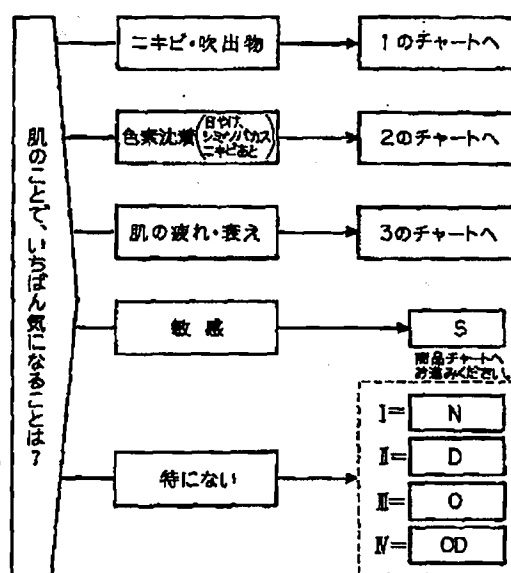 肌のことで、いちばん気になることは？
ニキビ・吹出物
1のチャートへ
色素沈着(日やけ、シミ・ソバカス
ニキビあと)
2のチャートへ
肌の疲れ・衰え
3のチャートへ
敏感
S
商品チャートへ
お進みください。
特にない
Ⅰ= N
Ⅱ= D
Ⅲ= O
Ⅳ= OD